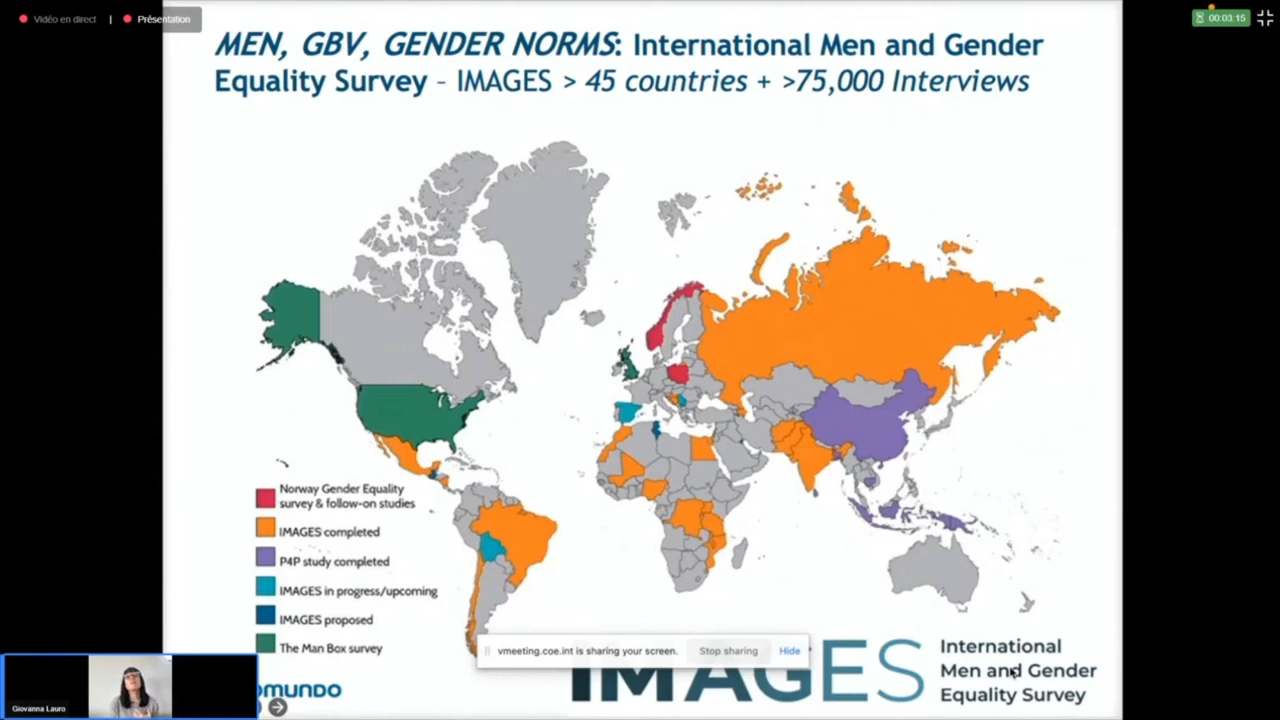 Vidéo en direct | Présentation
00:03:15
MEN, GBV, GENDER NORMS: International Men and Gender
Equality Survey – IMAGES > 45 countries + >75,000 Interviews
Norway Gender Equality
survey & follow-on studies
IMAGES completed
P4P study completed
IMAGES in progress/upcoming
IMAGES proposed
The Man Box survey
vmeeting.coe.int is sharing your screen. Stop sharing Hide
IMAGES
International
Men and Gender
Equality Survey
OMUNDO
Giovanna Lauro